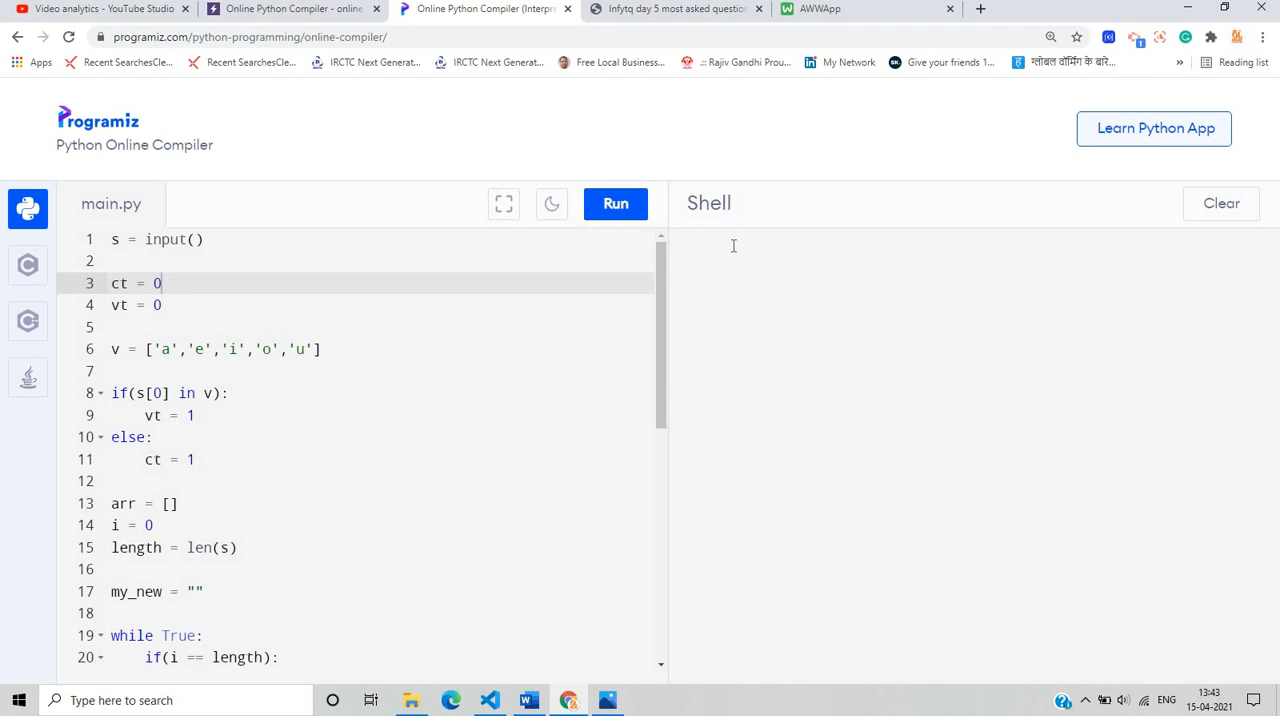 Video analytics - YouTube Studio
Online Python Compiler - online
Online Python Compiler (Interpre
Infytq day 5 most asked question
AWWApp
programiz.com/python-programming/online-compiler/
1
Apps
Recent SearchesCle...
Recent SearchesCle...
IRCTC Next Generat...
IRCTC Next Generat...
Free Local Business...
.:: Rajiv Gandhi Prou...
My Network
Give your friends 1...
ग्लोबल वॉर्मिंग के बारे...
»
Reading list
Programiz
Python Online Compiler
Learn Python App
main.py
Run
Shell
Clear
1 s = input()
2
3 ct = 0
4 vt = 0
5
6 v = ['a','e','i','o','u']
7
8 if(s[0] in v):
9 vt = 1
10 else:
11 ct = 1
12
13 arr = []
14 i = 0
15 length = len(s)
16
17 my_new = ""
18
19 while True:
20 if(i == length):
Type here to search
ENG
13:43
15-04-2021